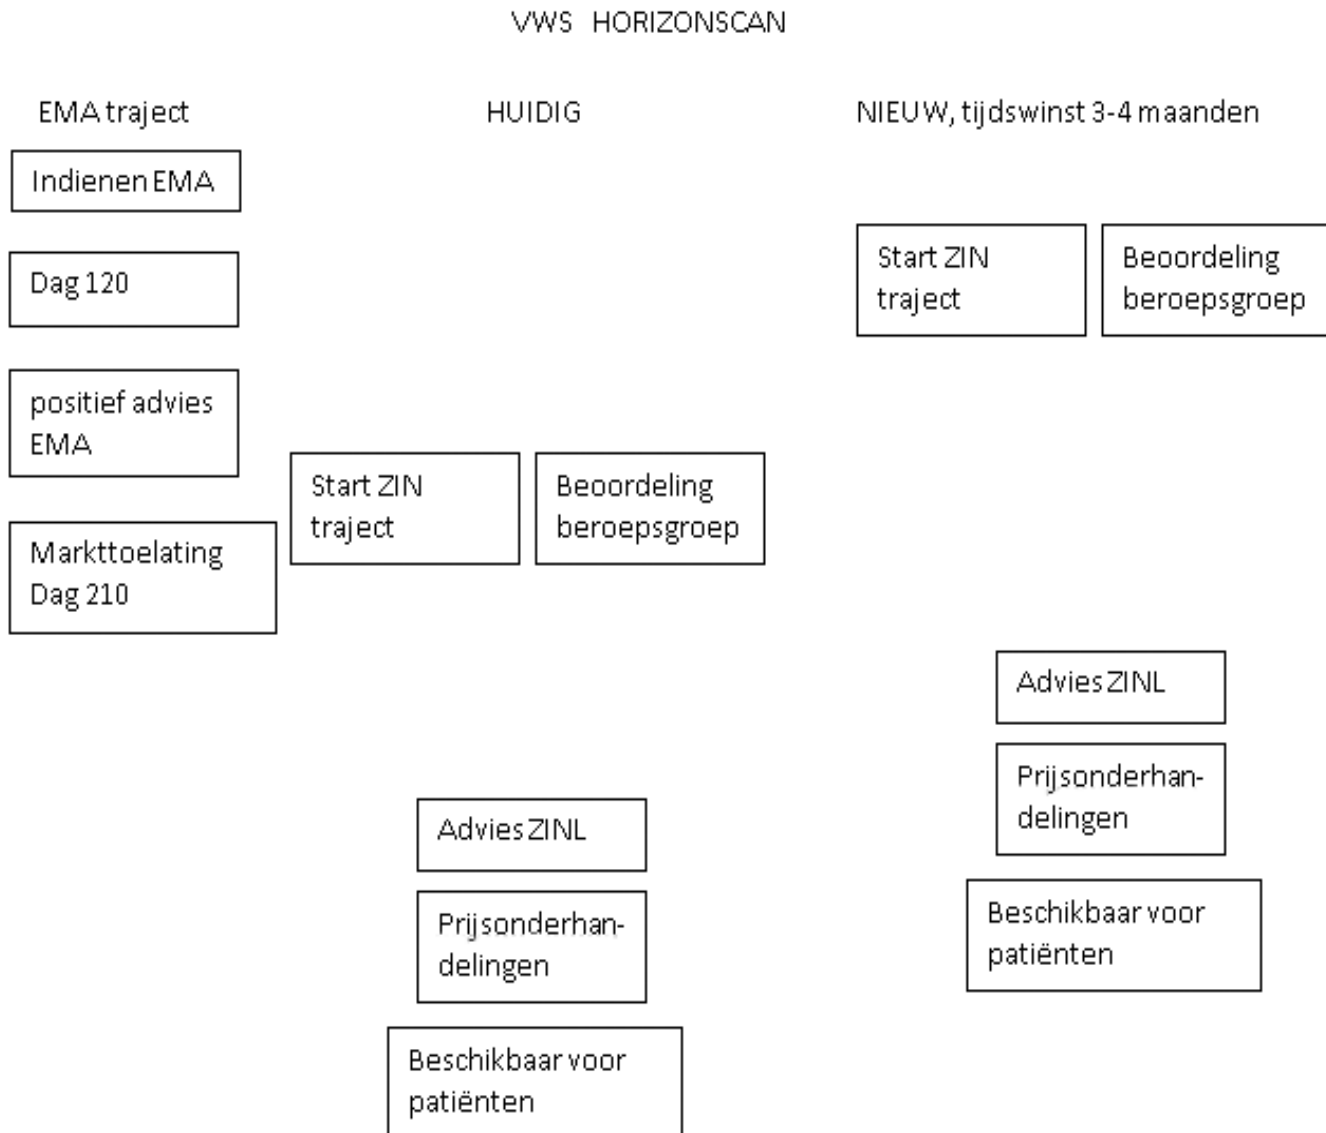 VWS HORIZONSCAN
EMA traject
HUIDIG
NIEUW, tijdswinst 3-4 maanden
Indienen EMA
Dag 120
positief advies
EMA
Markttoelating
Dag 210
Start ZIN
traject
Beoordeling
beroepsgroep
Advies ZINL
Prijsonderhan-
delingen
Beschikbaar voor
patiënten
Start ZIN
traject
Beoordeling
beroepsgroep
Advies ZINL
Prijsonderhan-
delingen
Beschikbaar voor
patiënten